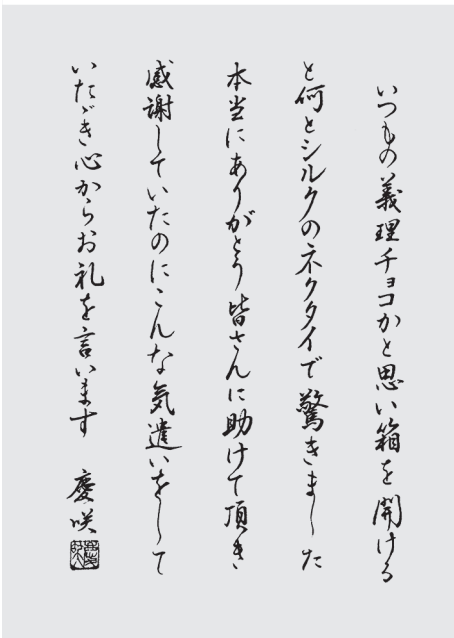 いつもの義理チョコかと思い箱を開ける
と何とシルクのネクタイで驚きました
本当にありがとう皆さんに助けて頂き
感謝していたのにこんな気遣いをして
いたゞき心からお礼を言います 慶咲